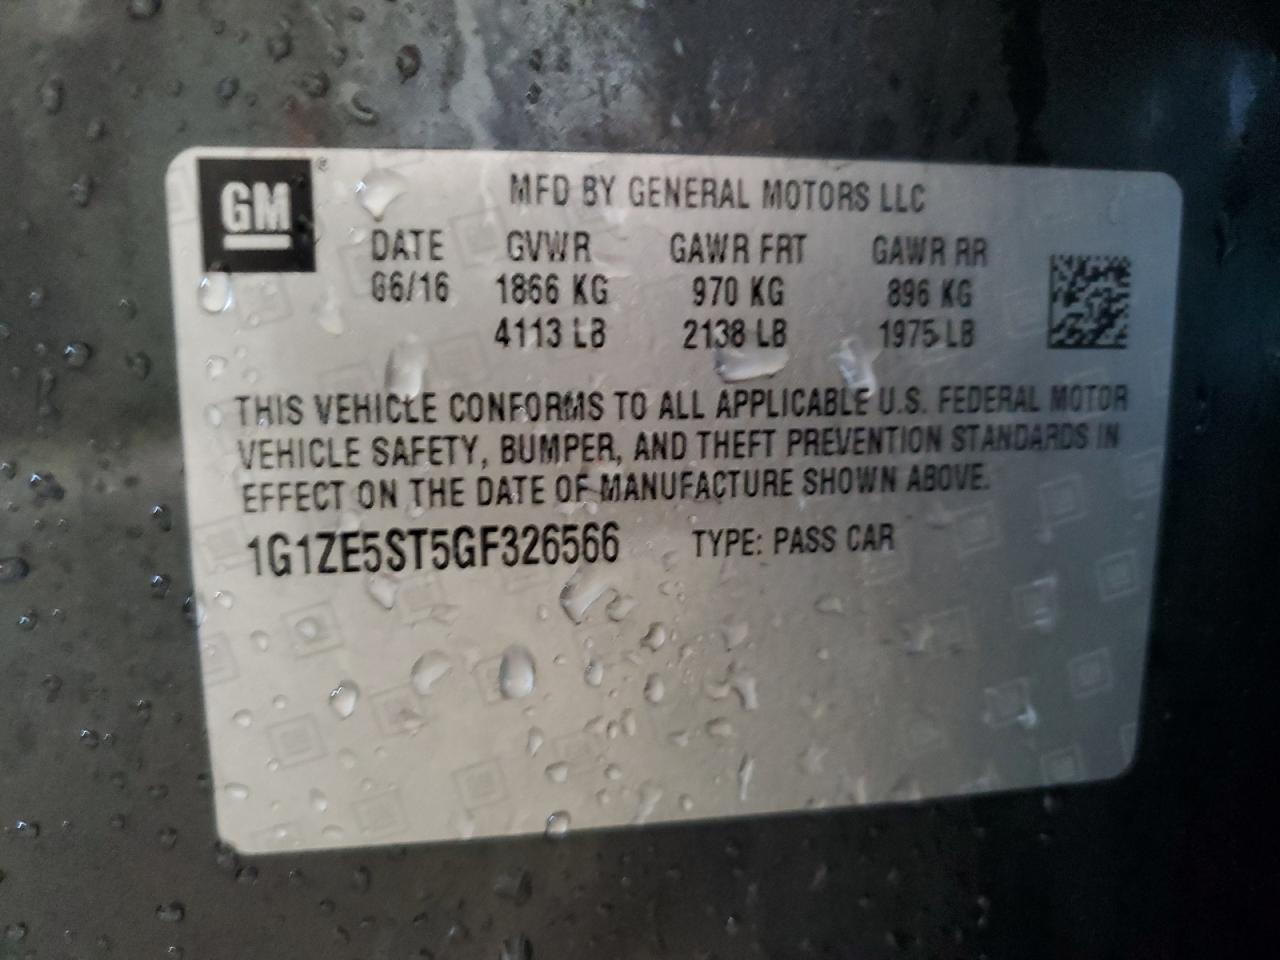 GM ®
MFD BY GENERAL MOTORS LLC
DATE GVWR GAWR FRT GAWR RR
06/16 1866 KG 970 KG 896 KG
4113 LB 2138 LB 1975 LB
THIS VEHICLE CONFORMS TO ALL APPLICABLE U.S. FEDERAL MOTOR
VEHICLE SAFETY, BUMPER, AND THEFT PREVENTION STANDARDS IN
EFFECT ON THE DATE OF MANUFACTURE SHOWN ABOVE.
1G1ZE5ST5GF326566 TYPE: PASS CAR